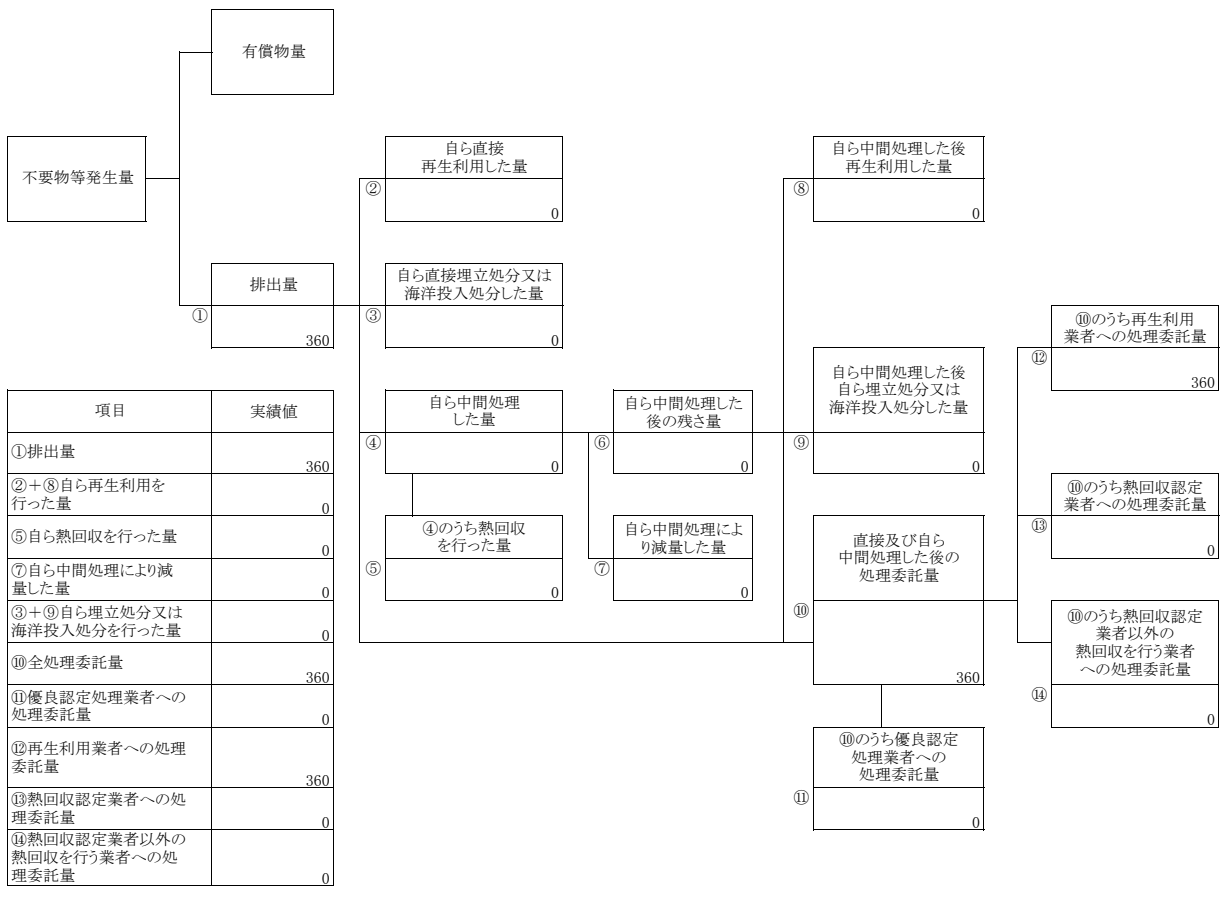 有償物量
不要物等発生量
排出量
①
360
自ら直接
再生利用した量
②
0
自ら直接埋立処分又は
海洋投入処分した量
③
0
自ら中間処理
した量
④
0
④のうち熱回収
を行った量
⑤
0
自ら中間処理した
後の残さ量
⑥
0
自ら中間処理によ
り減量した量
⑦
0
自ら中間処理した後
再生利用した量
⑧
0
自ら中間処理した後
自ら埋立処分又は
海洋投入処分した量
⑨
0
直接及び自ら
中間処理した後の
処理委託量
⑩
360
⑩のうち優良認定
処理業者への
処理委託量
⑪
0
⑩のうち再生利用
業者への処理委託量
⑫
360
⑩のうち熱回収認定
業者への処理委託量
⑬
0
⑩のうち熱回収認定
業者以外の
熱回収を行う業者
への処理委託量
⑭
0
項目 実績値
①排出量
360
②+⑧自ら再生利用を
行った量
0
⑤自ら熱回収を行った量
0
⑦自ら中間処理により減
量した量
0
③+⑨自ら埋立処分又は
海洋投入処分を行った量
0
⑩全処理委託量
360
⑪優良認定処理業者への
処理委託量
0
⑫再生利用業者への処理
委託量
360
⑬熱回収認定業者への処
理委託量
0
⑭熱回収認定業者以外の
熱回収を行う業者への処
理委託量
0